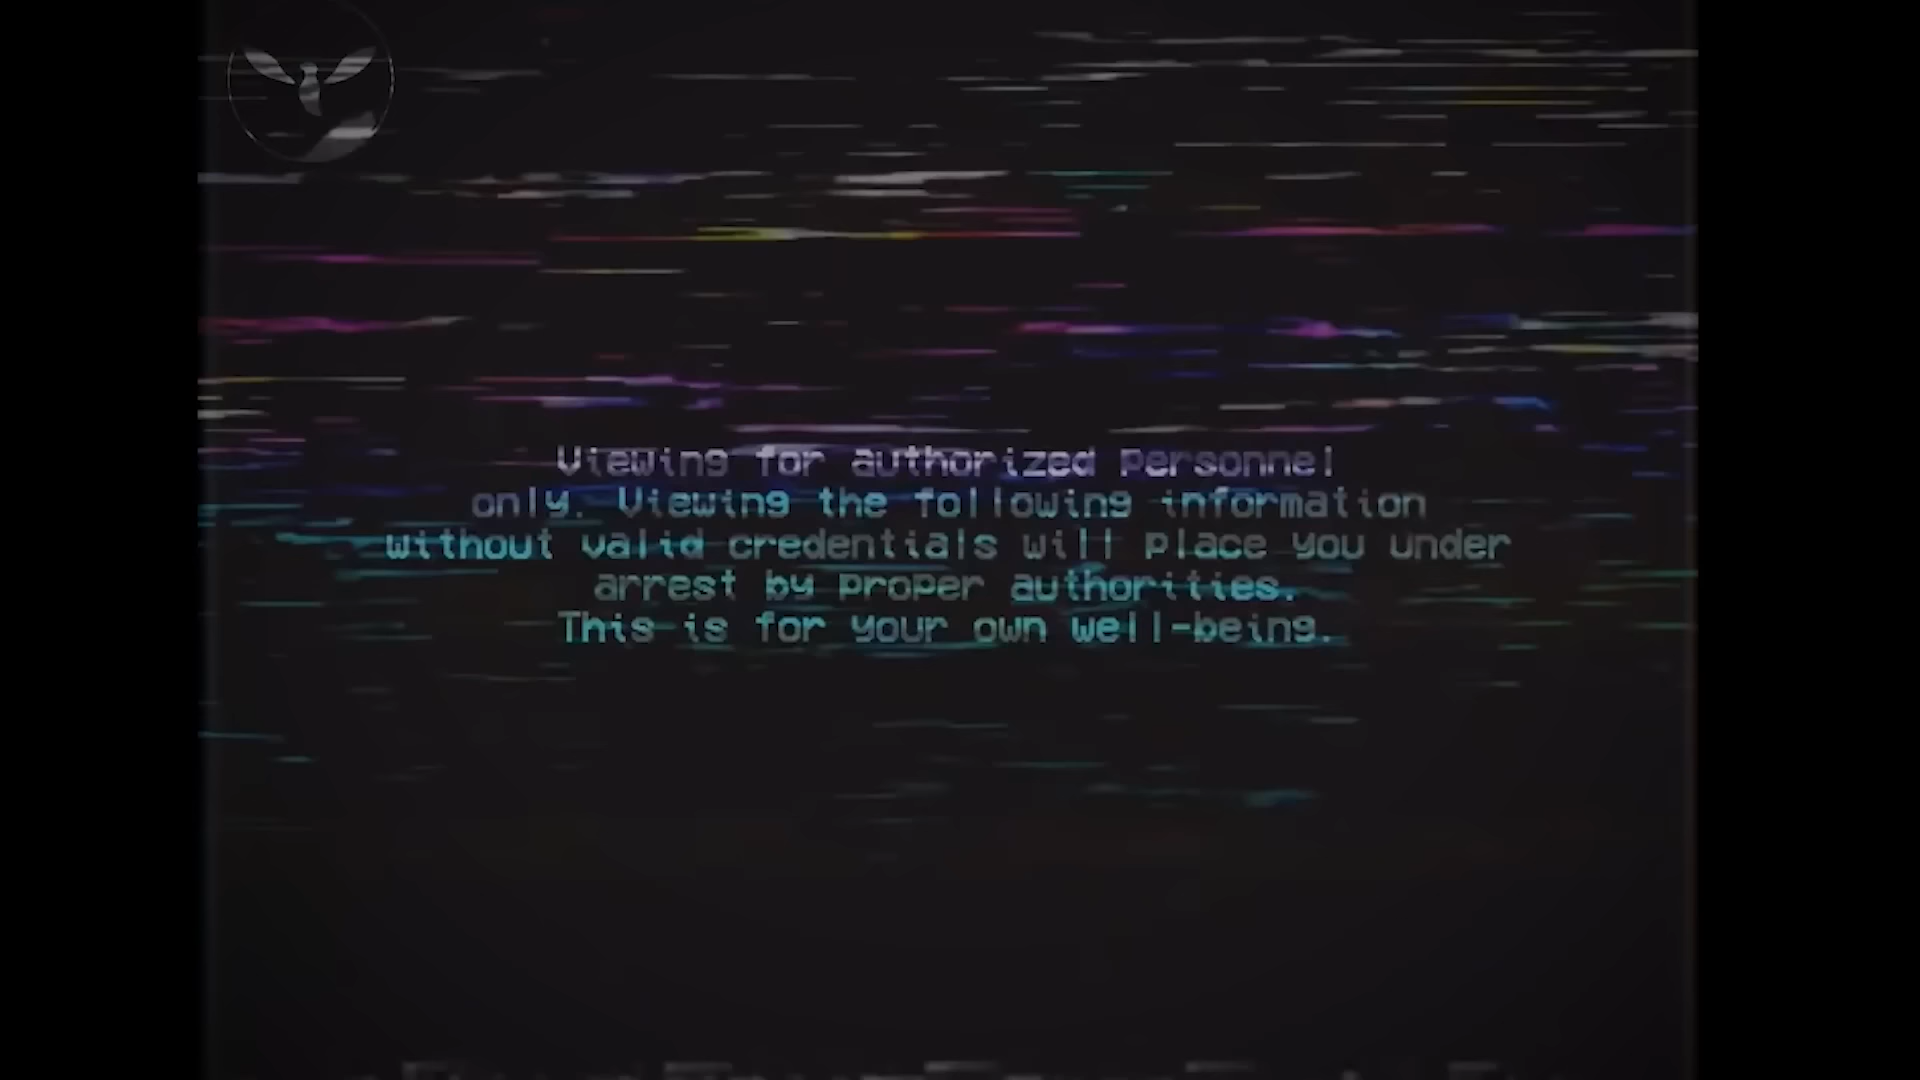 Viewing for authorized personnel
only. Viewing the following information
without valid credentials will place you under
arrest by proper authorities.
This is for your own well-being.